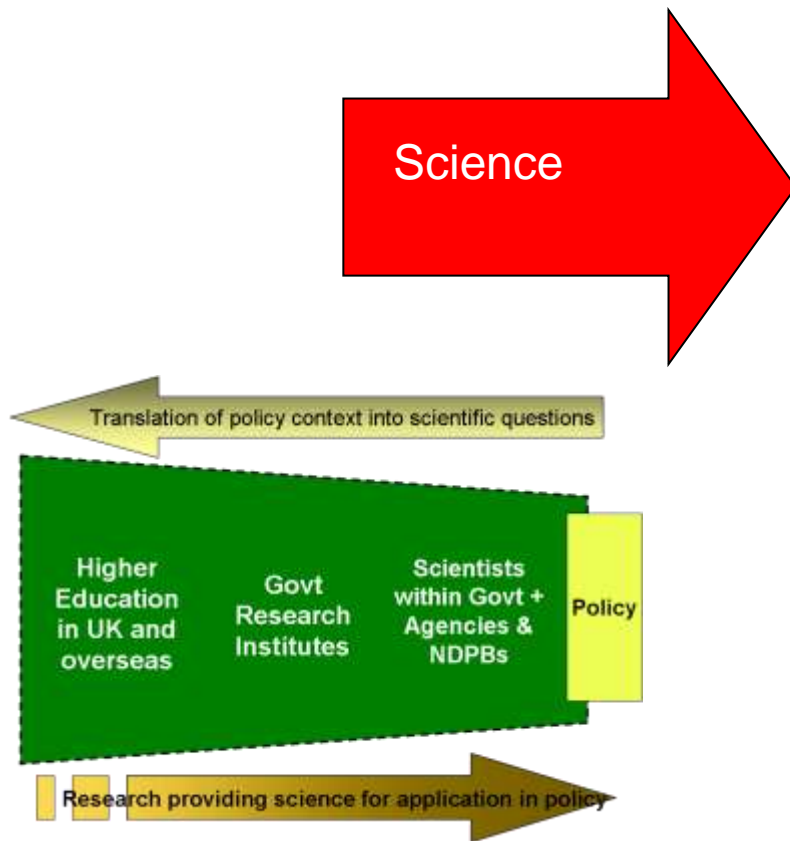 Science
Translation of policy context into scientific questions
Higher
Education
in UK and
overseas
Govt
Research
Institutes
Scientists
within Govt +
Agencies &
NDPBs
Policy
Research providing science for application in policy